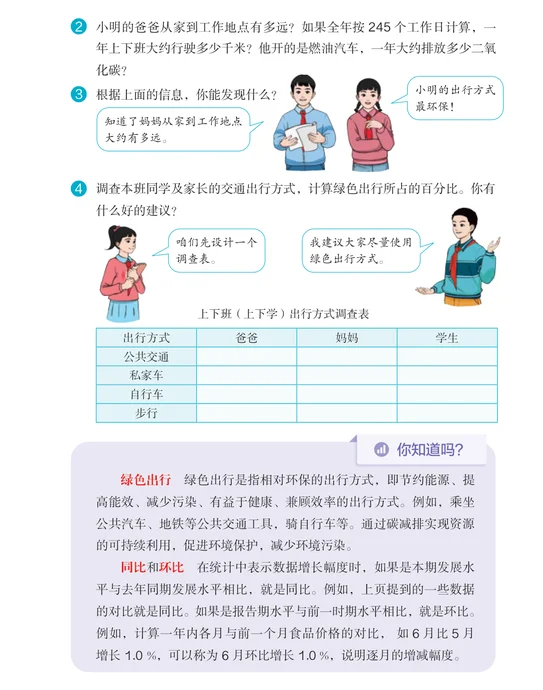 2 小明的爸爸从家到工作地点有多远？如果全年按 245 个工作日计算，一
年上下班大约行驶多少千米？他开的是燃油汽车，一年大约排放多少二氧
化碳？
3 根据上面的信息，你能发现什么？
知道了妈妈从家到工作地点
大约有多远。
小明的出行方式
最环保！
4 调查本班同学及家长的交通出行方式，计算绿色出行所占的百分比。你有
什么好的建议？
咱们先设计一个
调查表。
我建议大家尽量使用
绿色出行方式。
上下班（上下学）出行方式调查表
出行方式 爸爸 妈妈 学生
公共交通
私家车
自行车
步行
你知道吗？
绿色出行 绿色出行是指相对环保的出行方式，即节约能源、提
高能效、减少污染、有益于健康、兼顾效率的出行方式。例如，乘坐
公共汽车、地铁等公共交通工具，骑自行车等。通过碳减排实现资源
的可持续利用，促进环境保护，减少环境污染。
同比和环比 在统计中表示数据增长幅度时，如果是本期发展水
平与去年同期发展水平相比，就是同比。例如，上页提到的一些数据
的对比就是同比。如果是报告期水平与前一时期水平相比，就是环比。
例如，计算一年内各月与前一个月食品价格的对比， 如 6 月比 5 月
增长 1.0 %，可以称为 6 月环比增长 1.0 %，说明逐月的增减幅度。